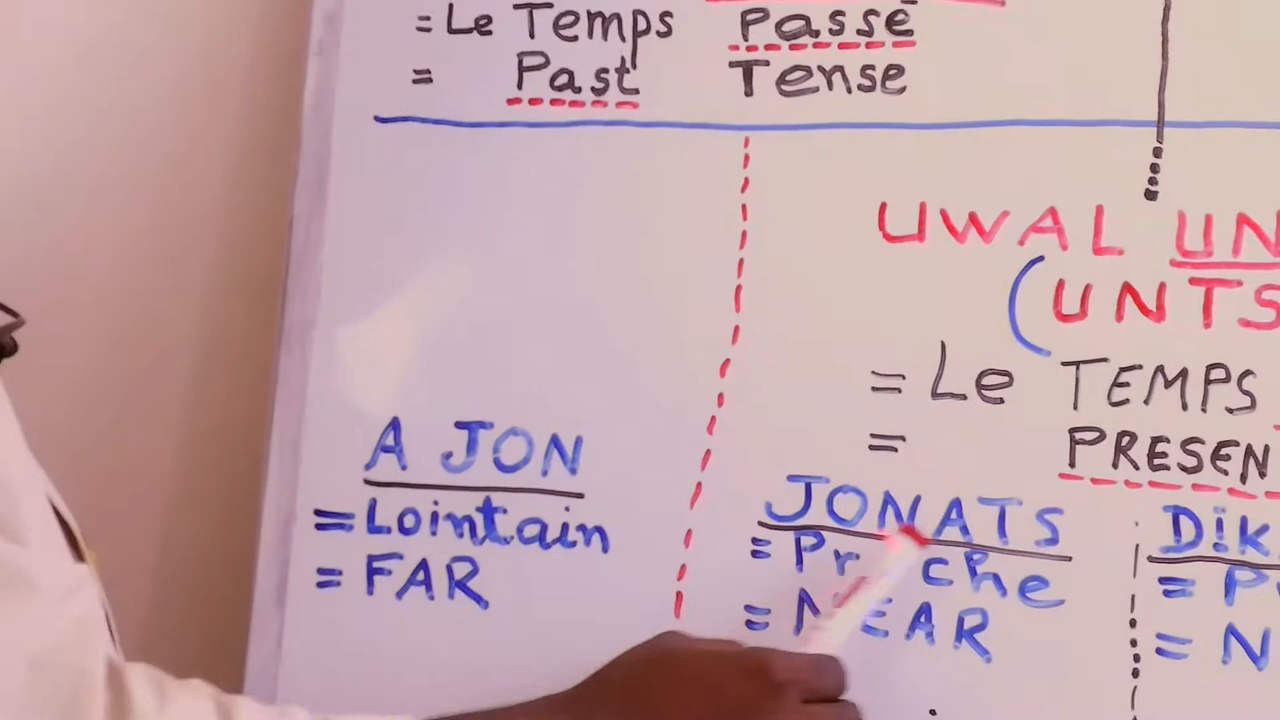 = Le Temps Passé
= Past Tense
UWAL UN
(UNTS
= Le TEMPS
= PRESEN
A JON
= Lointain
= FAR
JONATS
= Proche
= NEAR
Dik
= P
= N